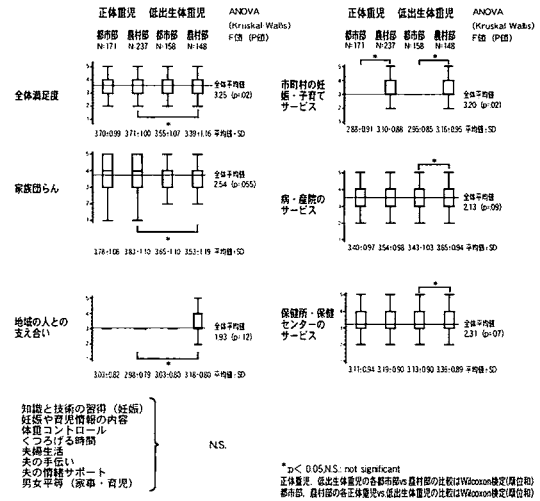 正体重児 低出生体重児 ANOVA
(Kruskal-Wallis)
都市部 農村部 都市部 農村部 F値 (P値)
N=171 N=237 N=158 N=148
全体満足度
全体平均値
3.25 (p=.02)
*
3.70±0.99 3.71±1.00 3.55±1.07 3.39±1.16 平均値±SD
家族団らん
全体平均値
2.54 (p=.055)
*
3.78±1.06 3.83±1.10 3.65±1.10 3.53±1.19 平均値±SD
地域の人との
支え合い
全体平均値
1.93 (p=.12)
*
3.03±0.82 2.98±0.79 3.03±0.80 3.18±0.80 平均値±SD
知識と技術の習得(妊娠)
妊娠や育児情報の内容
体重コントロール
くつろげる時間
夫婦生活
夫の手伝い
夫の情緒サポート
男女平等(家事・育児)
N.S.
正体重児 低出生体重児 ANOVA
(Kruskal-Wallis)
都市部 農村部 都市部 農村部 F値 (P値)
N=171 N=237 N=158 N=148
市町村の妊
娠・子育て
サービス
* *
全体平均値
3.20 (p=.02)
2.88±0.91 3.10±0.88 2.95±0.85 3.16±0.95 平均値±SD
病・産院の
サービス
*
全体平均値
2.13 (p=.09)
3.40±0.97 3.54±0.98 3.43±1.03 3.65±0.94 平均値±SD
保健所・保健
センターの
サービス
*
全体平均値
2.31 (p=.07)
3.11±0.94 3.19±0.90 3.13±0.90 3.36±0.89 平均値±SD
*p< 0.05,N.S.: not significant
正体重児、低出生体重児の各都市部vs農村部の比較はWilcoxon検定(順位和)
都市部、農村部の各正体重児vs低出生体重児の比較はWilcoxon検定(順位和)